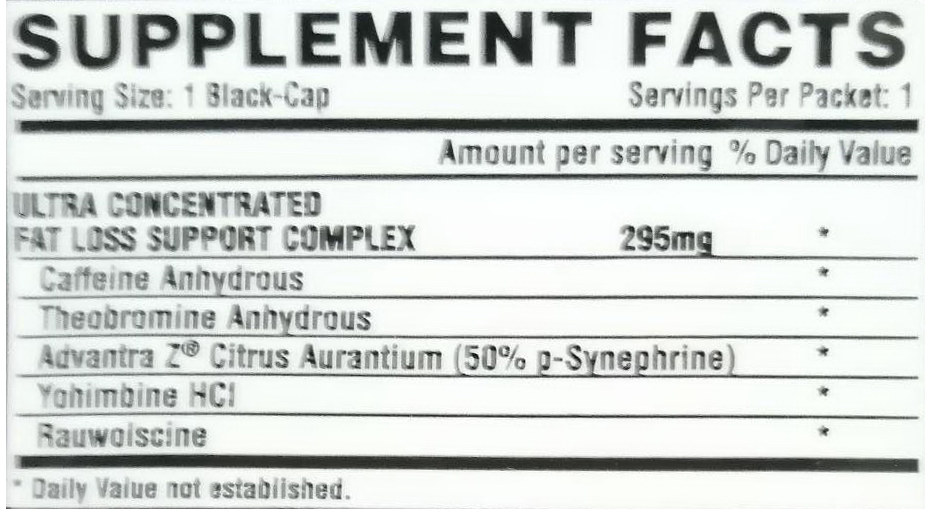 SUPPLEMENT FACTS
Serving Size: 1 Black-Cap Servings Per Packet: 1
Amount per serving % Daily Value
ULTRA CONCENTRATED
FAT LOSS SUPPORT COMPLEX 295mg *
Caffeine Anhydrous *
Theobromine Anhydrous *
Advantra Z® Citrus Aurantium (50% p-Synephrine) *
Yohimbine HCl *
Rauwolscine *
* Daily Value not established.